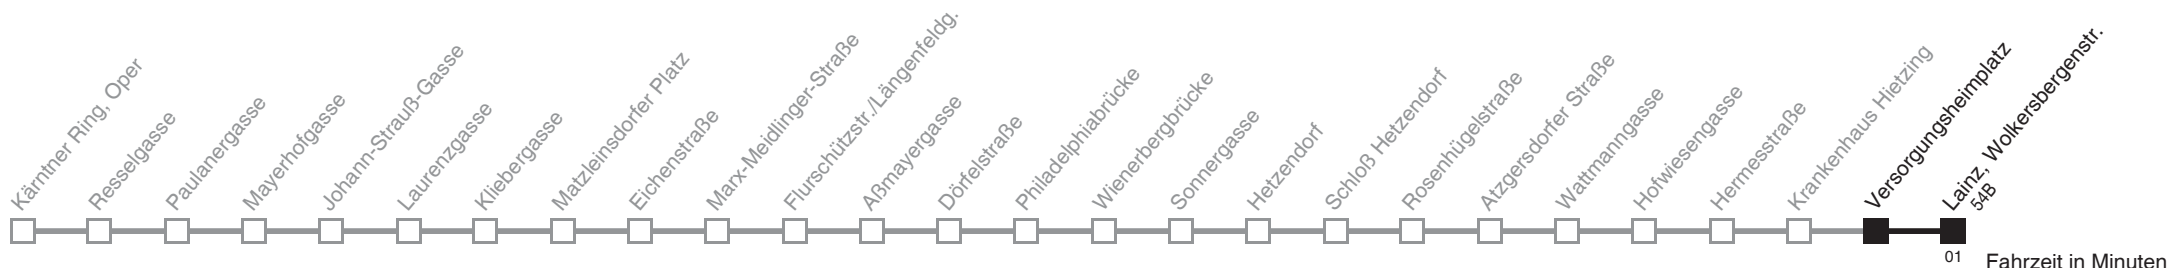 Kärntner Ring, Oper
Resselgasse
Paulanergasse
Mayerhofgasse
Johann-Strauß-Gasse
Laurenzgasse
Kliebergasse
Matzleinsdorfer Platz
Eichenstraße
Marx-Meidlinger-Straße
Flurschützstr./Längenfeldg.
Aßmayergasse
Dörfelstraße
Philadelphiabrücke
Wienerbergbrücke
Sonnergasse
Hetzendorf
Schloß Hetzendorf
Rosenhügelstraße
Atzgersdorfer Straße
Wattmanngasse
Hofwiesengasse
Hermesstraße
Krankenhaus Hietzing
Versorgungsheimplatz
Lainz, Wolkersbergenstr.
54B
01
Fahrzeit in Minuten